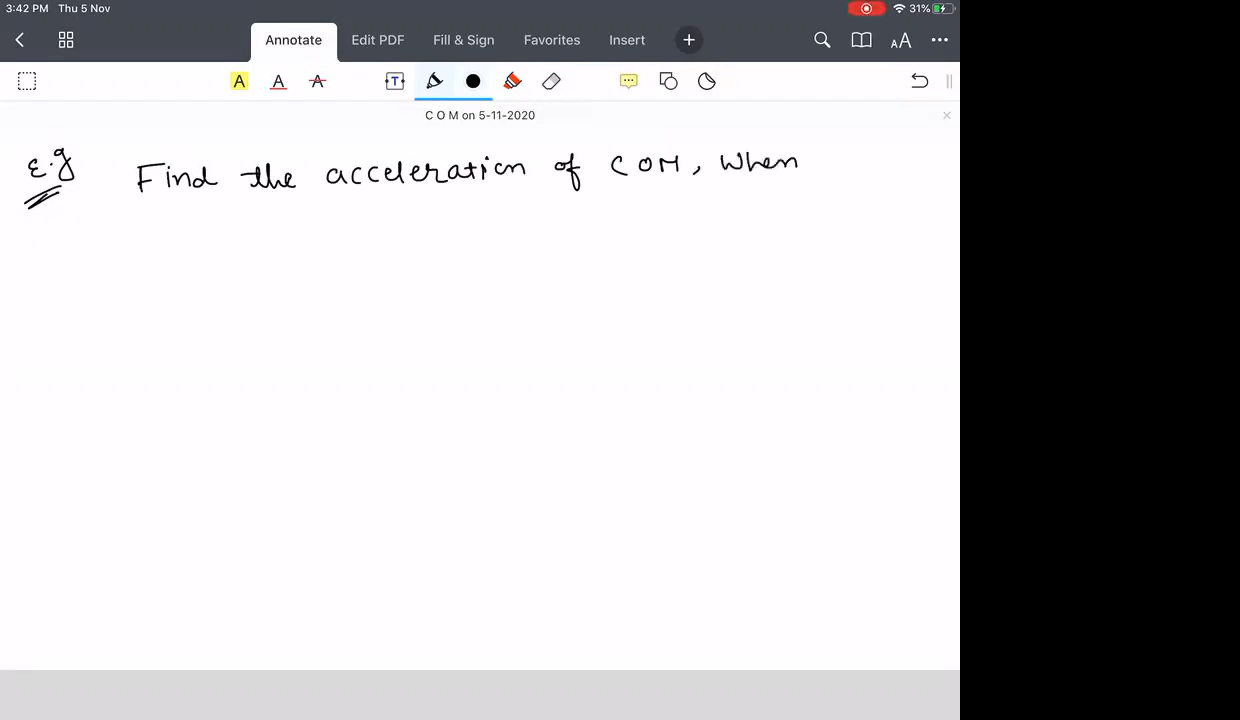 3:42 PM Thu 5 Nov 31%
Annotate Edit PDF Fill & Sign Favorites Insert
A A A T
C O M on 5-11-2020
E.g Find the acceleration of COM, When